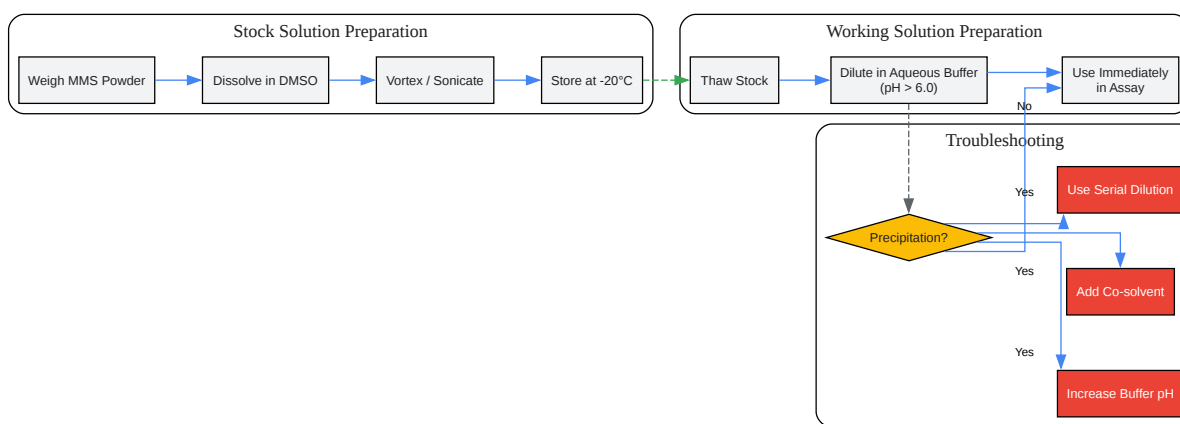 Stock Solution Preparation
Weigh MMS Powder
Dissolve in DMSO
Vortex / Sonicate
Store at -20°C
Working Solution Preparation
Thaw Stock
Dilute in Aqueous Buffer
(pH > 6.0)
Use Immediately
in Assay
No
Troubleshooting
Yes
Use Serial Dilution
Precipitation?
Yes
Add Co-solvent
Yes
Increase Buffer pH